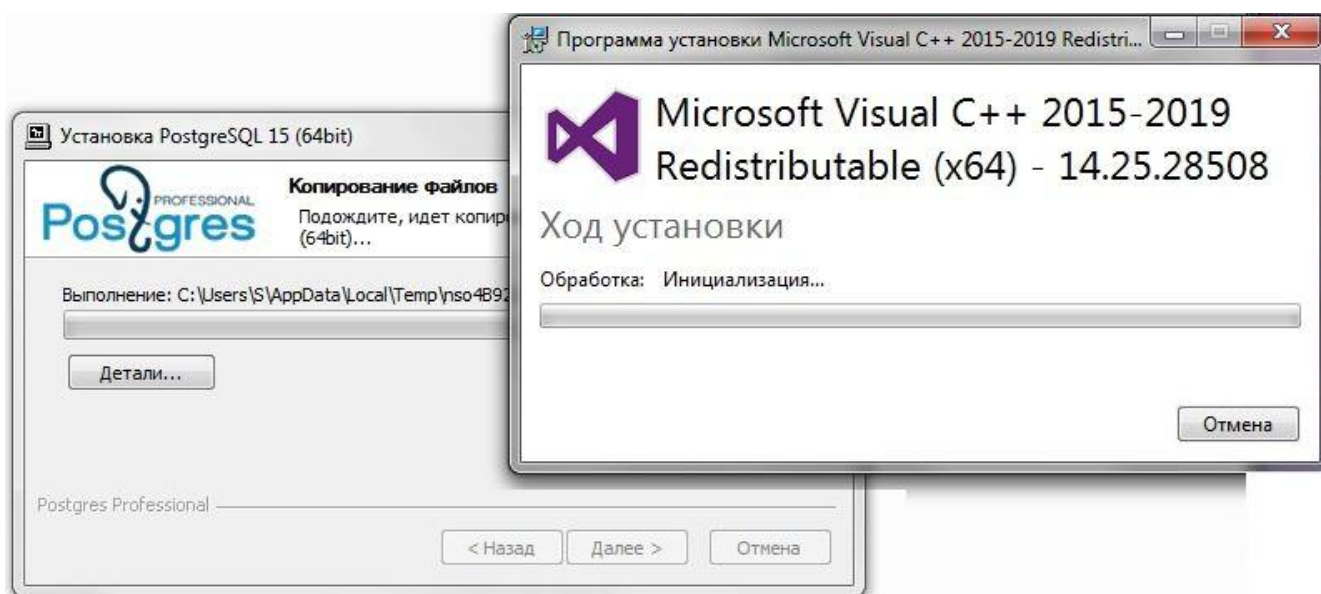 Программа установки Microsoft Visual C++ 2015-2019 Redistri...
Microsoft Visual C++ 2015-2019
Redistributable (x64) - 14.25.28508
Ход установки
Обработка: Инициализация...
Отмена
Установка PostgreSQL 15 (64bit)
PROFESSIONAL
Postgres
Копирование файлов
Подождите, идет копир
(64bit)...
Выполнение: C:\Users\S\AppData\Local\Temp\nso4B92
Детали...
Postgres Professional
< Назад
Далее >
Отмена